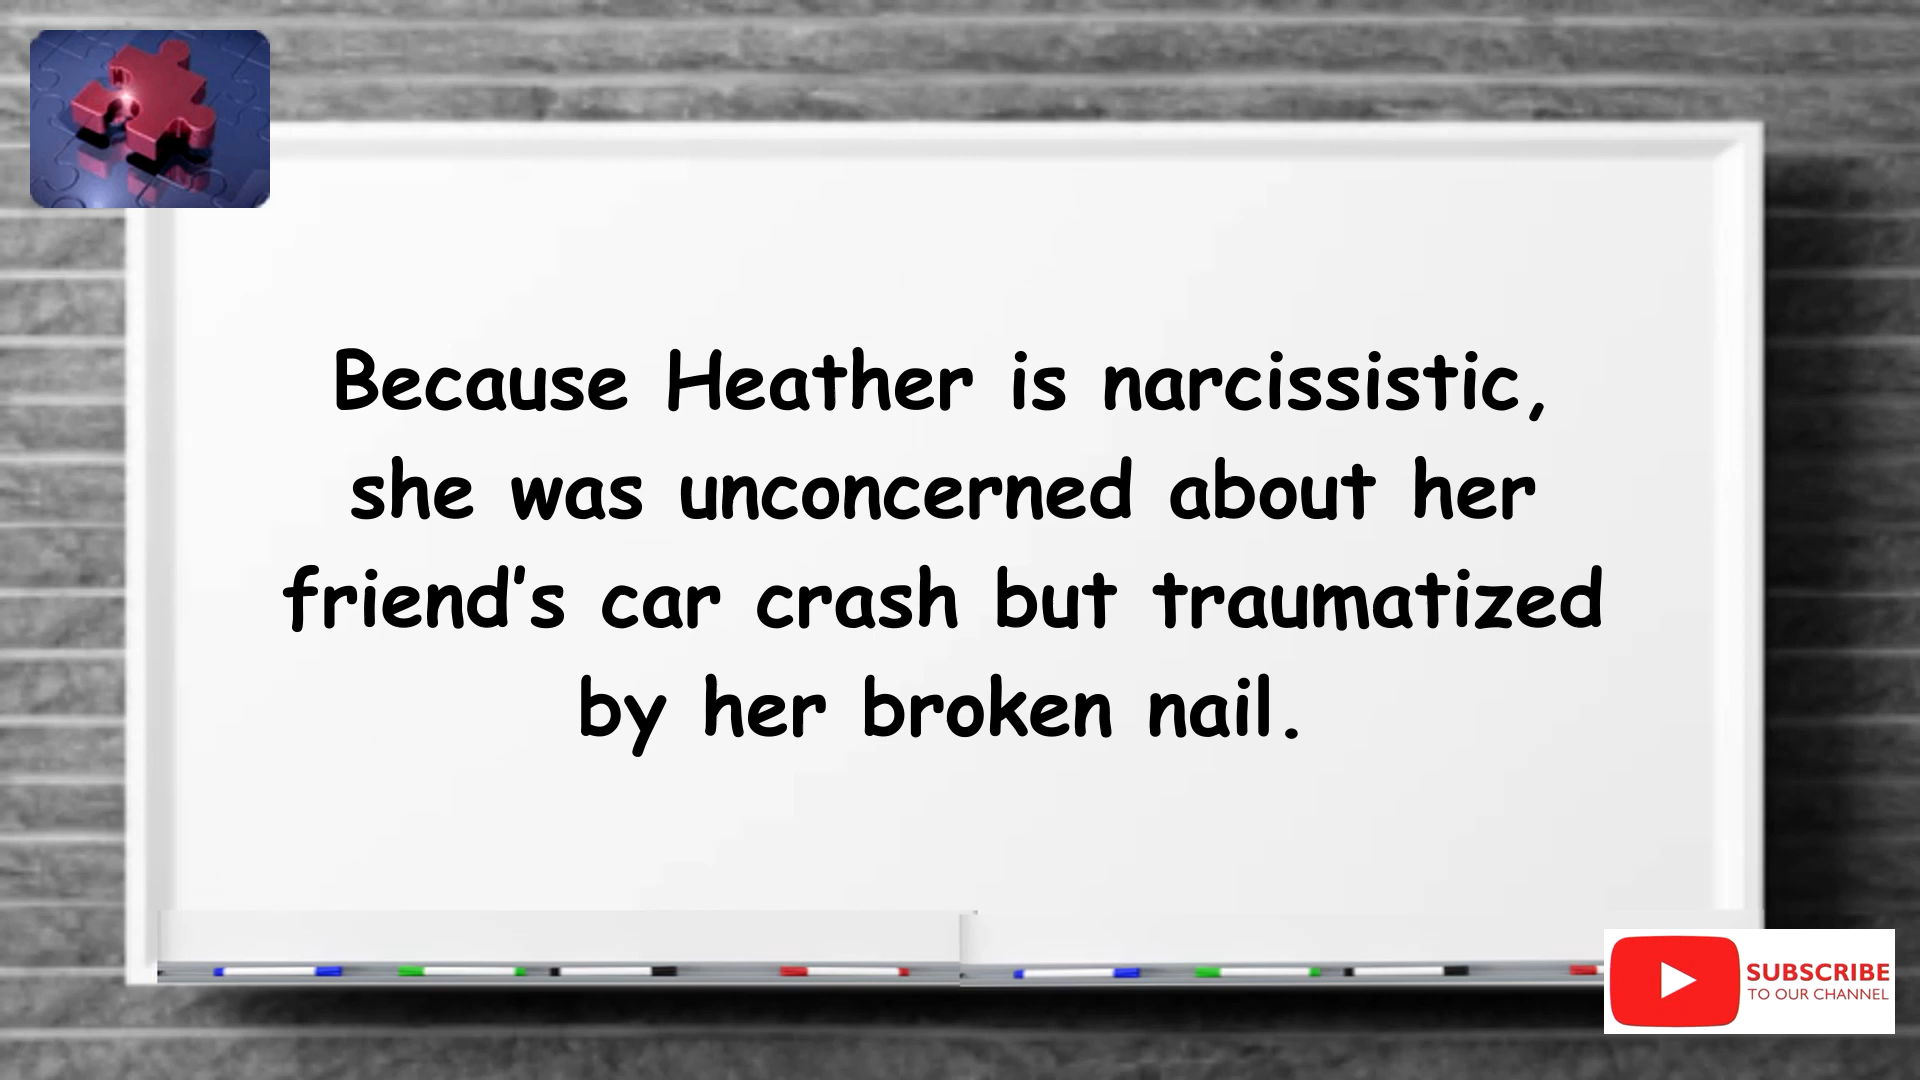 Because Heather is narcissistic,
she was unconcerned about her
friend's car crash but traumatized
by her broken nail.
SUBSCRIBE
TO OUR CHANNEL